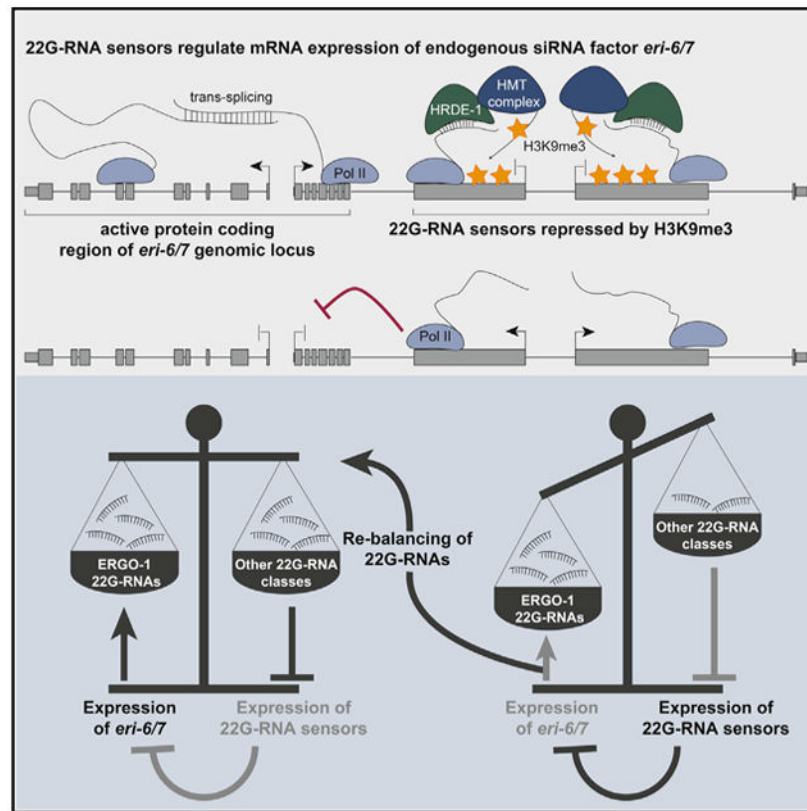 22G-RNA sensors regulate mRNA expression of endogenous siRNA factor eri-6/7
trans-splicing
HRDE-1
HMT
complex
H3K9me3
Pol II
active protein coding
region of eri-6/7 genomic locus
22G-RNA sensors repressed by H3K9me3
Pol II
ERGO-1
22G-RNAs
Other 22G-RNA
classes
Re-balancing of
22G-RNAs
ERGO-1
22G-RNAs
Other 22G-RNA
classes
Expression
of eri-6/7
Expression of
22G-RNA sensors
Expression
of eri-6/7
Expression of
22G-RNA sensors